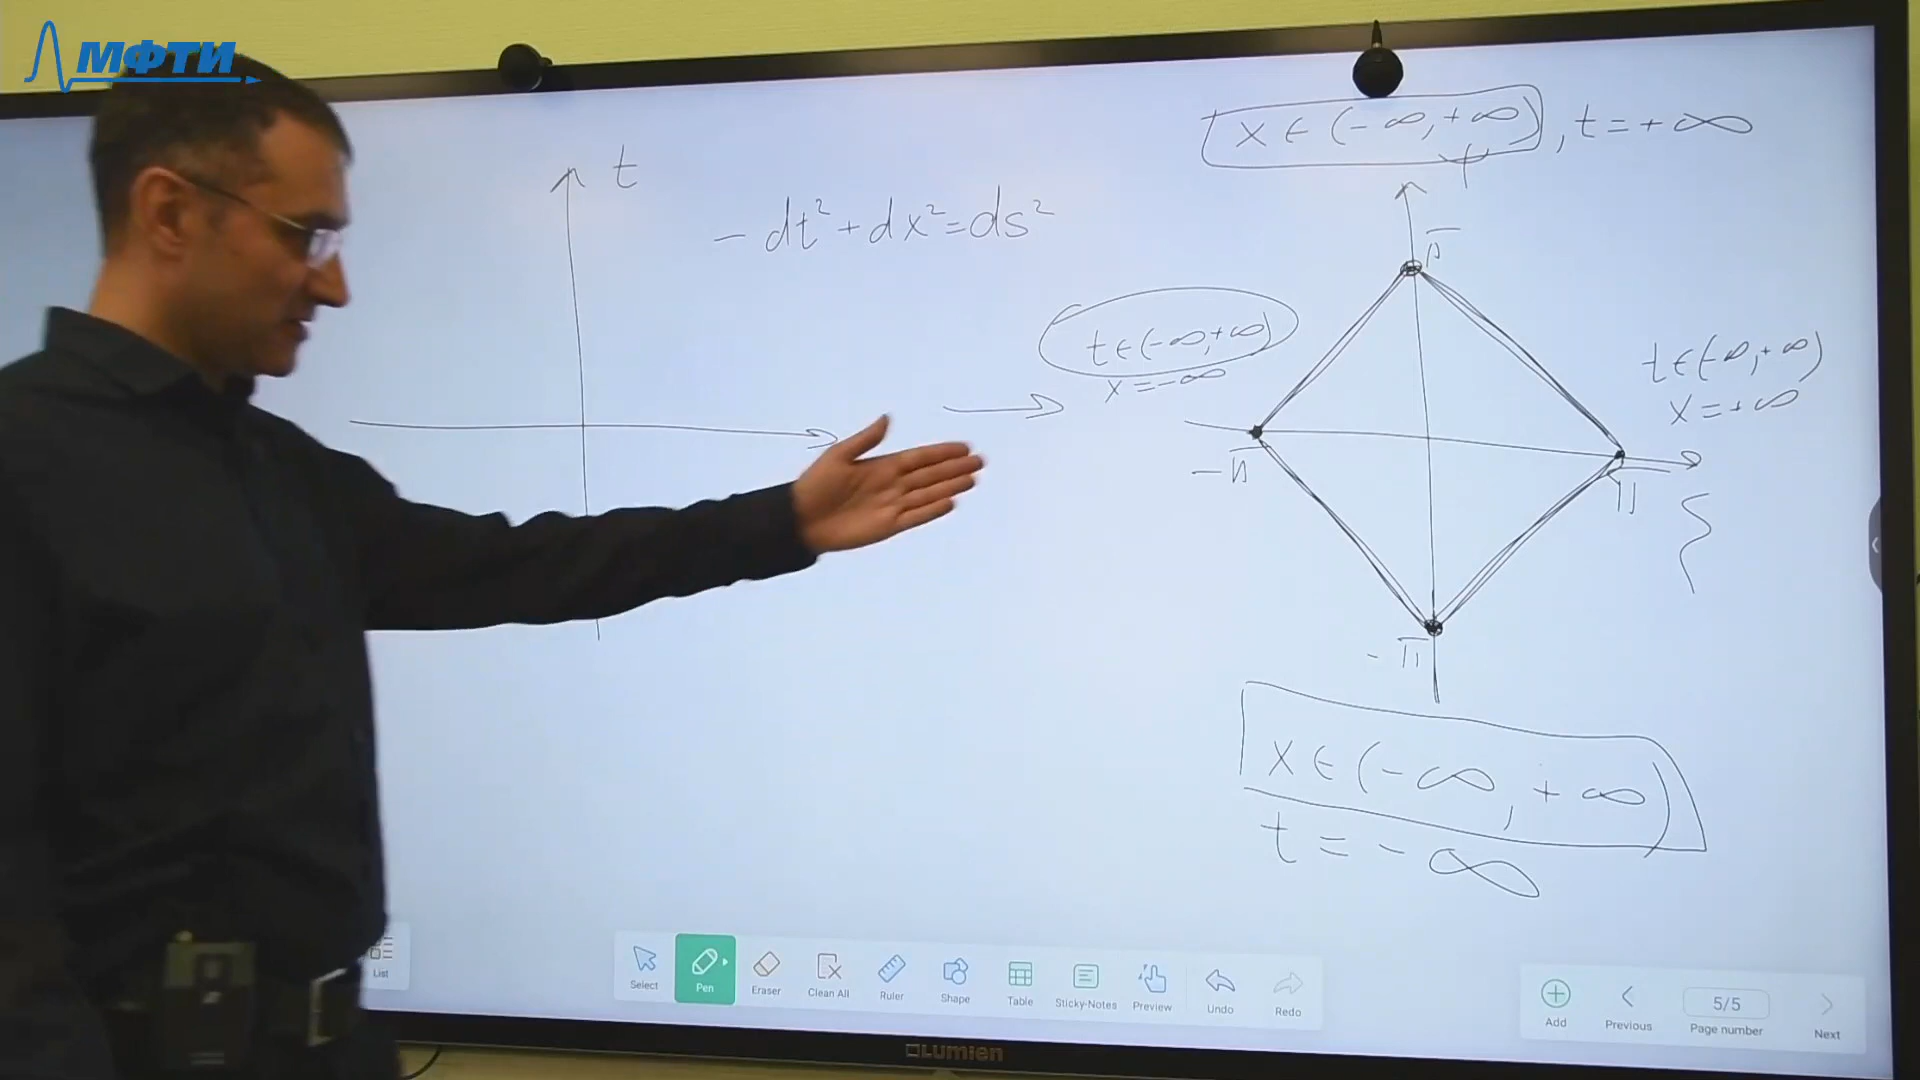 МФТИ
x ∈ (-∞, +∞), t = +∞
t
- dt² + dx² = ds²
π
t ∈ (-∞, +∞)
x = -∞
t ∈ (-∞, +∞)
x = +∞
-π
π
-π
x ∈ (-∞, +∞)
t = -∞
List
Select
Pen
Eraser
Clean All
Ruler
Shape
Table
Sticky-Notes
Preview
Undo
Redo
Add
Previous
5/5
Page number
Next
Lumien